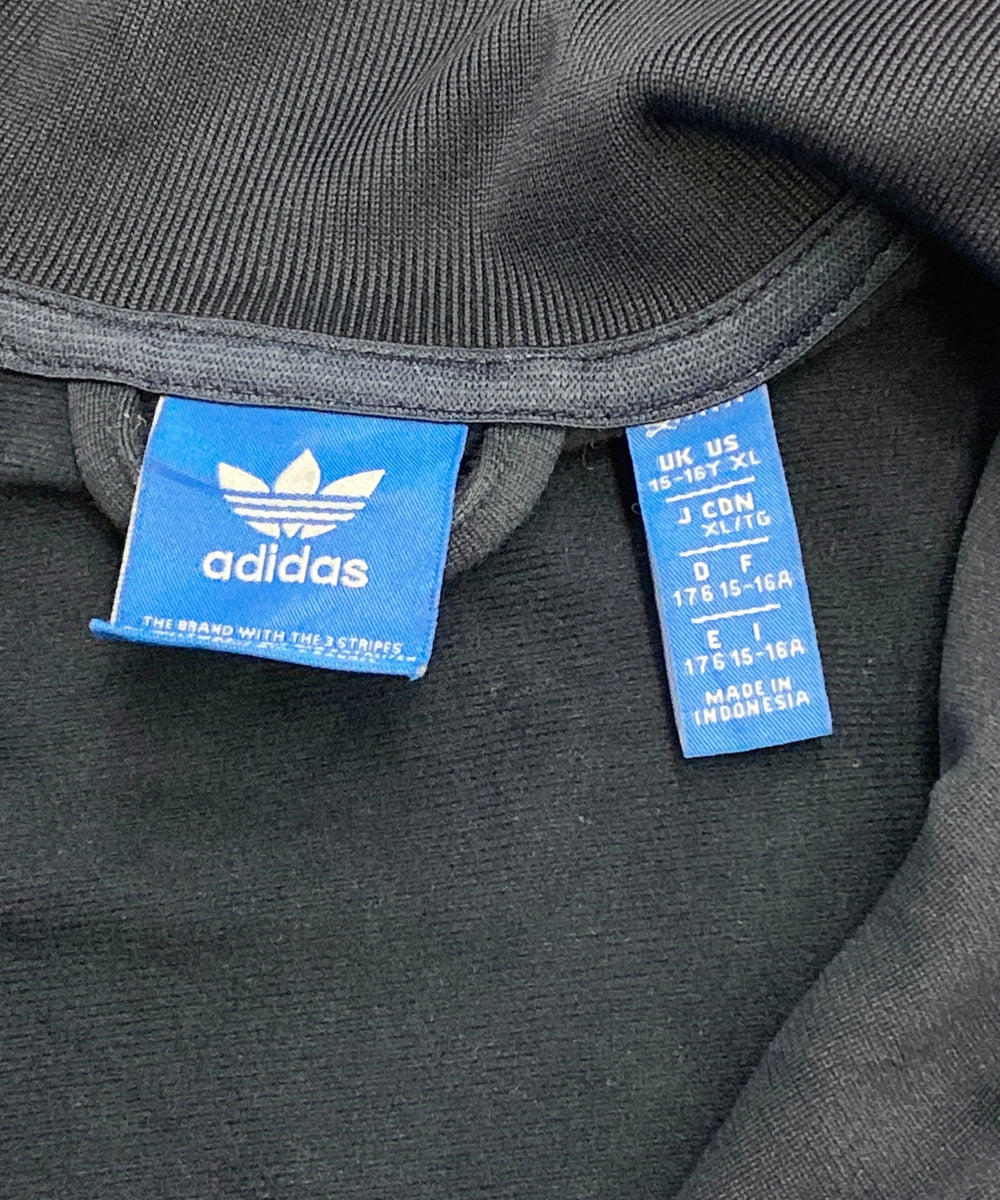 adidas
THE BRAND WITH THE 3 STRIPES
UK US
15-16Y XL
J CDN
XL/TG
D F
176 15-16A
E I
176 15-16A
MADE IN
INDONESIA